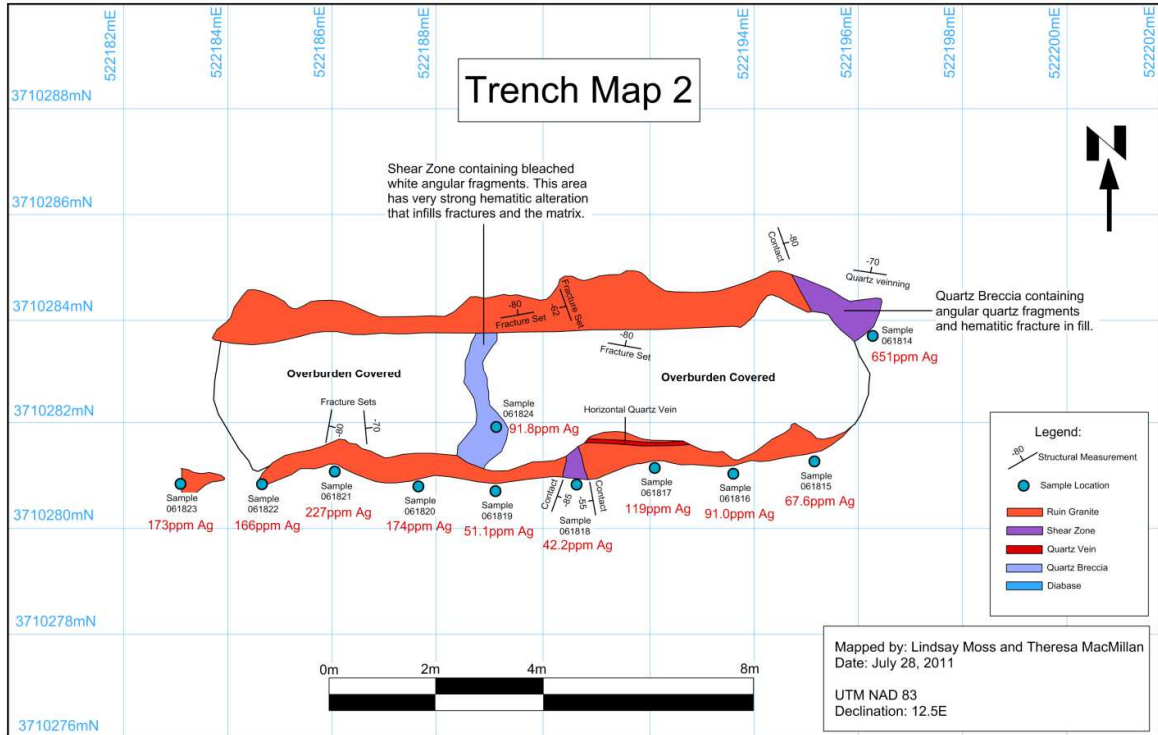 522182mE
522184mE
522186mE
522188mE
522194mE
522196mE
522198mE
522200mE
522202mE
Trench Map 2
3710288mN
3710286mN
3710284mN
3710282mN
3710280mN
3710278mN
3710276mN
N
Shear Zone containing bleached
white angular fragments. This area
has very strong hematitic alteration
that infills fractures and the matrix.
-80
Contact
-70
Quartz veinning
Quartz Breccia containing
angular quartz fragments
and hematitic fracture in fill.
-80
Fracture Set
-62
Fracture Set
-80
Fracture Set
Sample
061814
651ppm Ag
Overburden Covered
Overburden Covered
Fracture Sets
-80
-70
Sample
061824
91.8ppm Ag
Horizontal Quartz Vein
Sample
061823
173ppm Ag
Sample
061822
166ppm Ag
Sample
061821
227ppm Ag
Sample
061820
174ppm Ag
Sample
061819
51.1ppm Ag
Contact
-85
-55
Contact
Sample
061818
42.2ppm Ag
Sample
061817
119ppm Ag
Sample
061816
91.0ppm Ag
Sample
061815
67.6ppm Ag
Legend:
-80
Structural Measurement
Sample Location
Ruin Granite
Shear Zone
Quartz Vein
Quartz Breccia
Diabase
0m
2m
4m
8m
Mapped by: Lindsay Moss and Theresa MacMillan
Date: July 28, 2011
UTM NAD 83
Declination: 12.5E